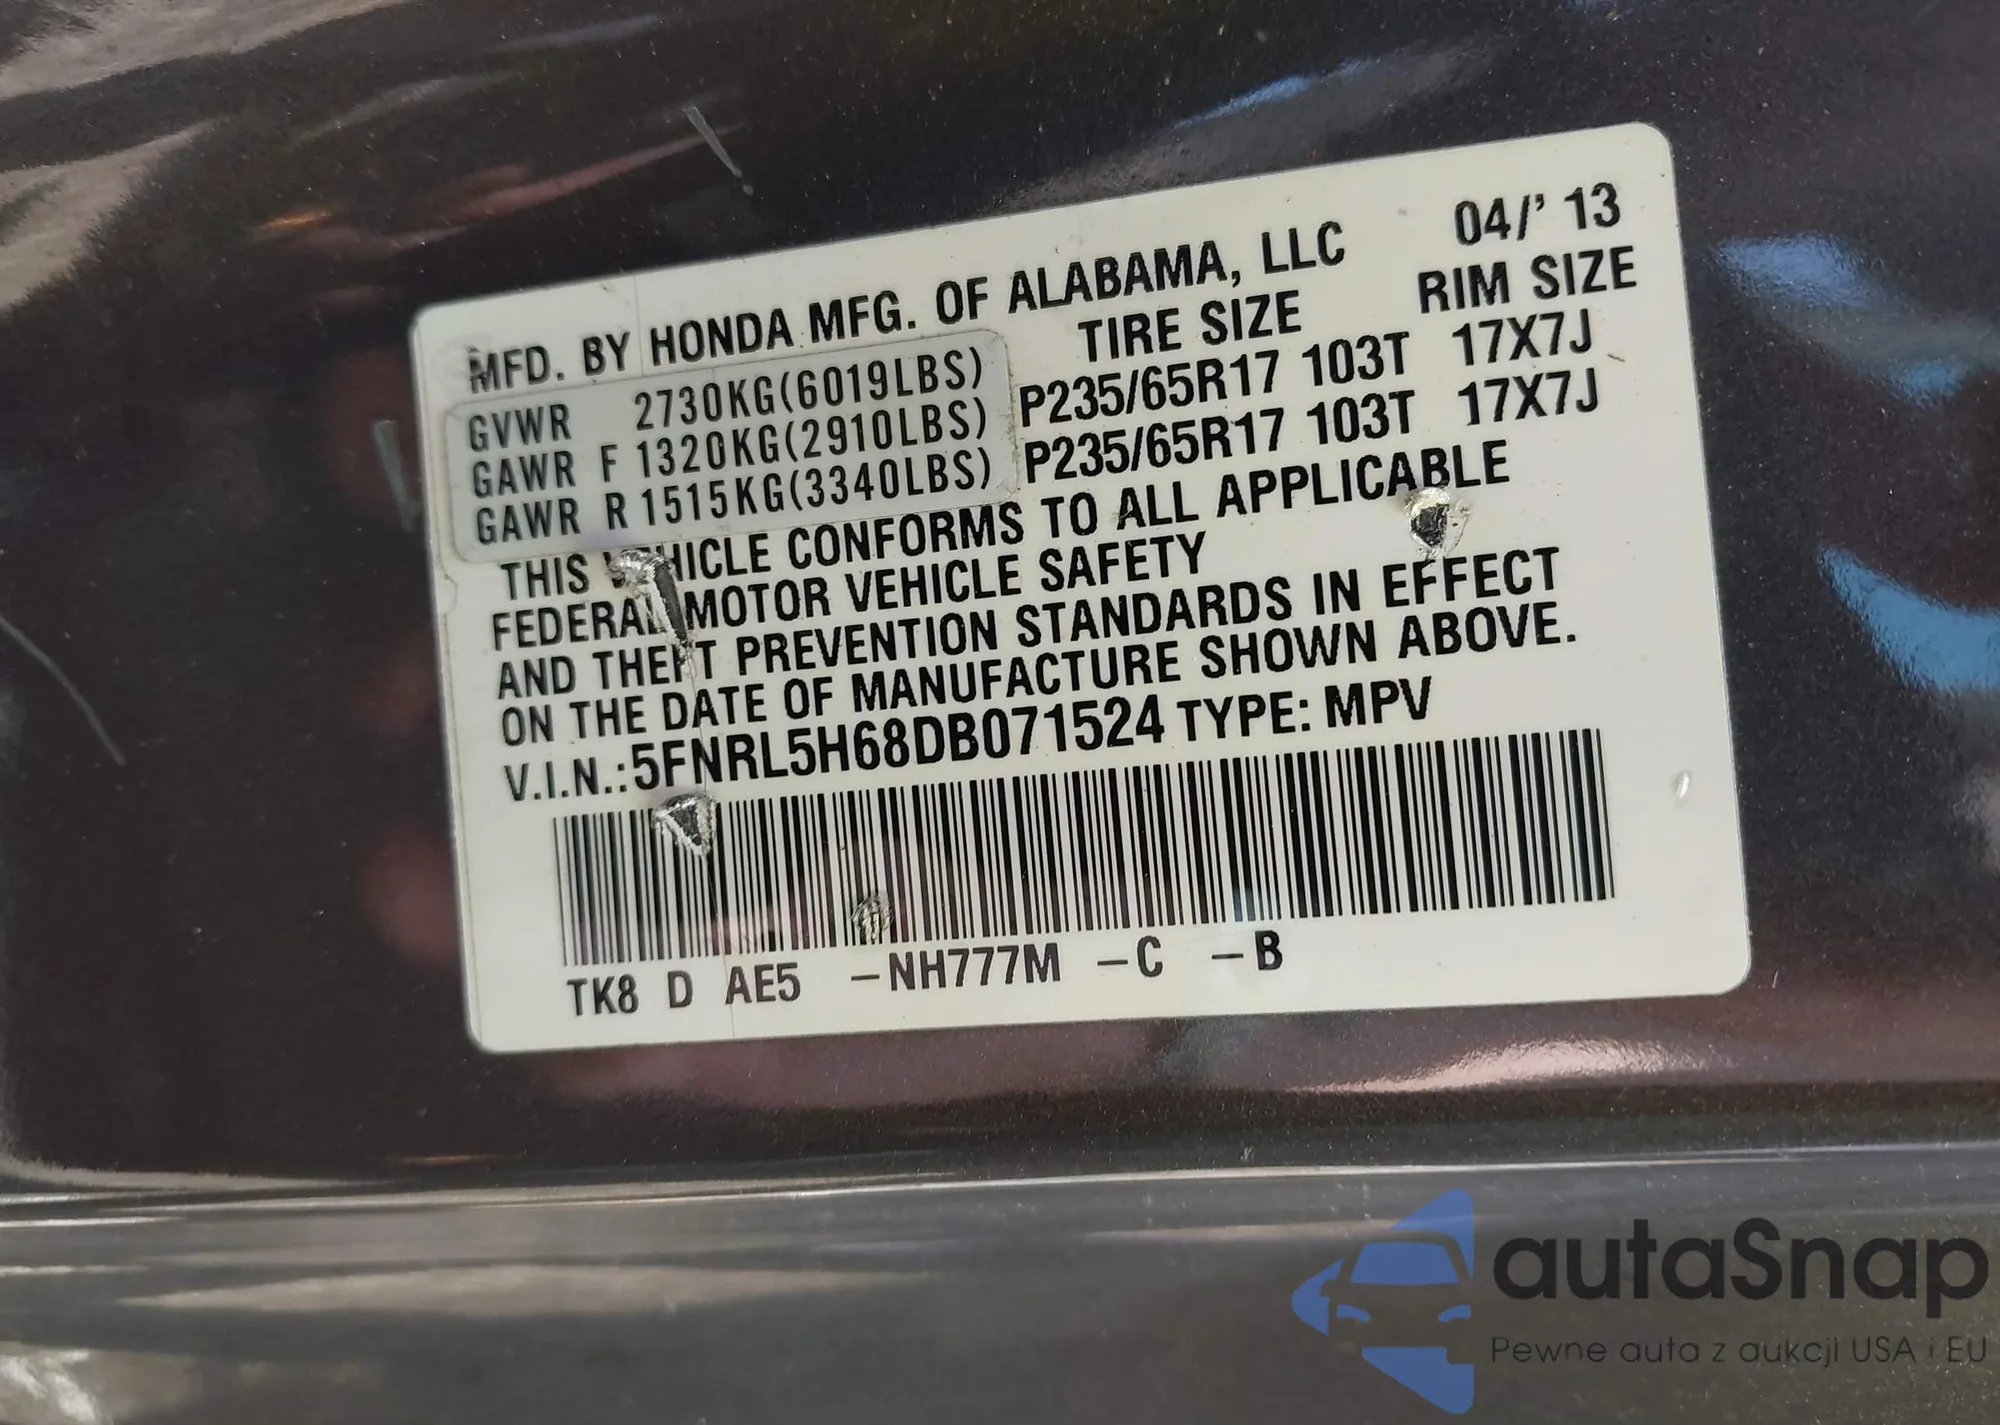 MFD. BY HONDA MFG. OF ALABAMA, LLC 04/' 13
TIRE SIZE RIM SIZE
GVWR 2730KG(6019LBS) P235/65R17 103T 17X7J
GAWR F 1320KG(2910LBS) P235/65R17 103T 17X7J
GAWR R 1515KG(3340LBS)
THIS VEHICLE CONFORMS TO ALL APPLICABLE
FEDERAL MOTOR VEHICLE SAFETY
AND THEFT PREVENTION STANDARDS IN EFFECT
ON THE DATE OF MANUFACTURE SHOWN ABOVE.
V.I.N.:5FNRL5H68DB071524 TYPE: MPV
TK8 D AE5 –NH777M –C –B
autaSnap
Pewne auta z aukcji USA i EU